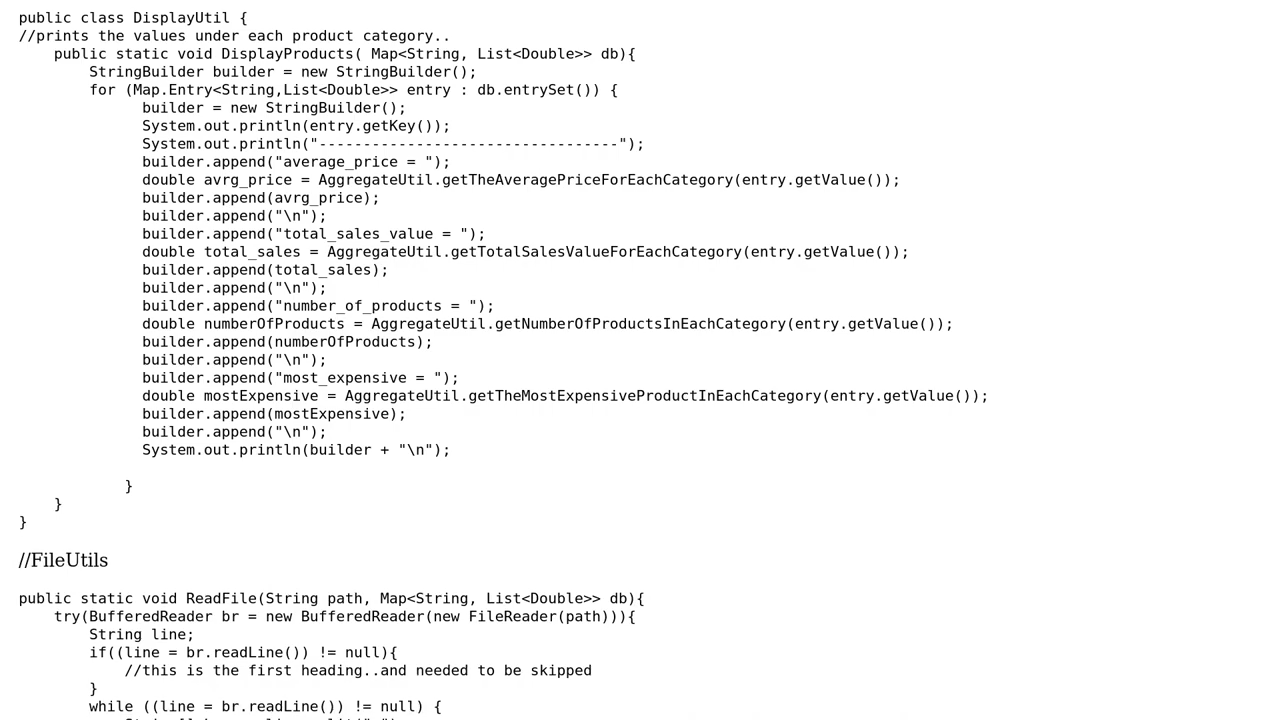 public class DisplayUtil {
//prints the values under each product category..
    public static void DisplayProducts( Map<String, List<Double>> db){
        StringBuilder builder = new StringBuilder();
        for (Map.Entry<String,List<Double>> entry : db.entrySet()) {
              builder = new StringBuilder();
              System.out.println(entry.getKey());
              System.out.println("----------------------------------");
              builder.append("average_price = ");
              double avrg_price = AggregateUtil.getTheAveragePriceForEachCategory(entry.getValue());
              builder.append(avrg_price);
              builder.append("\n");
              builder.append("total_sales_value = ");
              double total_sales = AggregateUtil.getTotalSalesValueForEachCategory(entry.getValue());
              builder.append(total_sales);
              builder.append("\n");
              builder.append("number_of_products = ");
              double numberOfProducts = AggregateUtil.getNumberOfProductsInEachCategory(entry.getValue());
              builder.append(numberOfProducts);
              builder.append("\n");
              builder.append("most_expensive = ");
              double mostExpensive = AggregateUtil.getTheMostExpensiveProductInEachCategory(entry.getValue());
              builder.append(mostExpensive);
              builder.append("\n");
              System.out.println(builder + "\n");
            }
    }
}
//FileUtils
public static void ReadFile(String path, Map<String, List<Double>> db){
    try(BufferedReader br = new BufferedReader(new FileReader(path))){
        String line;
        if((line = br.readLine()) != null){
            //this is the first heading..and needed to be skipped
        }
        while ((line = br.readLine()) != null) {